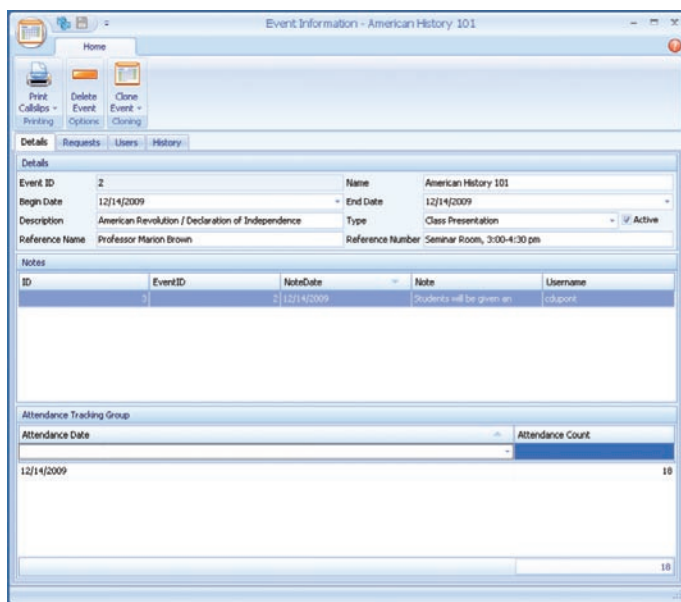 Event Information - American History 101
Home
Print Callslips
Delete Event
Clone Event
Printing Options Cloning
Details Requests Users History
Details
Event ID 2 Name American History 101
Begin Date 12/14/2009 End Date 12/14/2009
Description American Revolution / Declaration of Independence Type Class Presentation Active
Reference Name Professor Marion Brown Reference Number Seminar Room, 3:00-4:30 pm
Notes
ID EventID NoteDate Note Username
3 2 12/14/2009 Students will be given an cdupont
Attendance Tracking Group
Attendance Date Attendance Count
12/14/2009 18
18